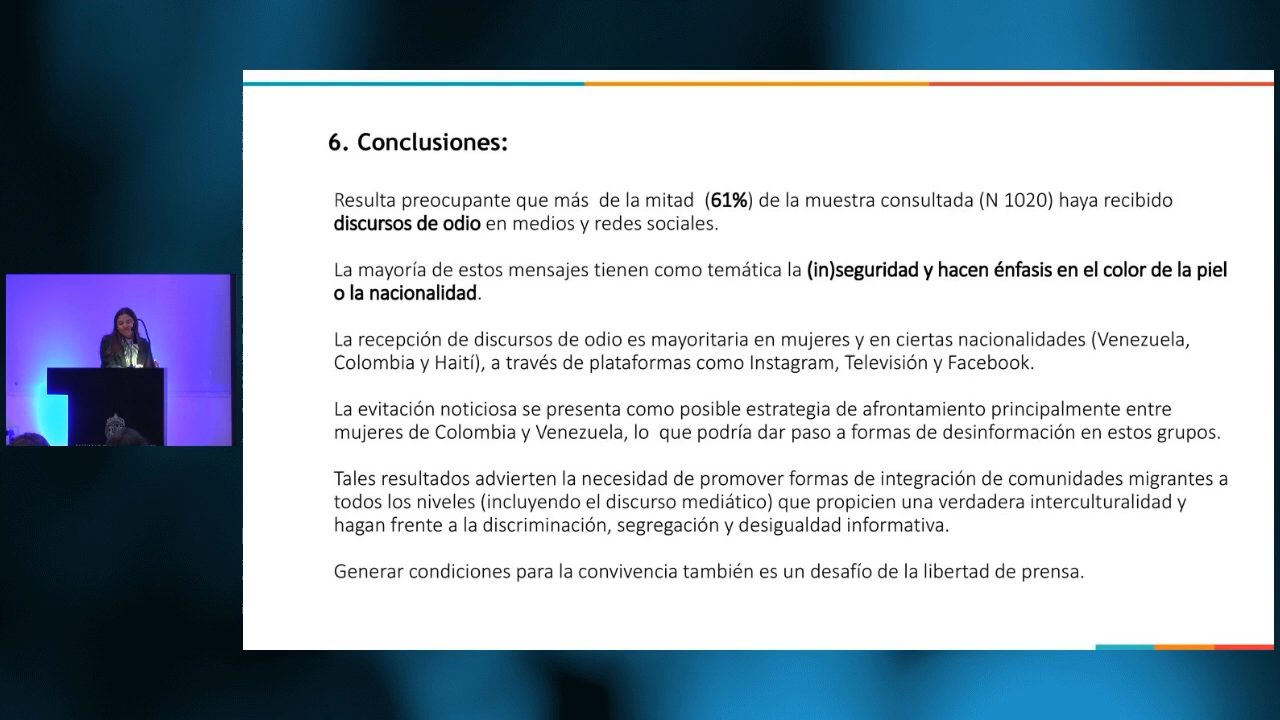 6. Conclusiones:
Resulta preocupante que más  de la mitad  (61%) de la muestra consultada (N 1020) haya recibido
discursos de odio en medios y redes sociales.
La mayoría de estos mensajes tienen como temática la (in)seguridad y hacen énfasis en el color de la piel
o la nacionalidad.
La recepción de discursos de odio es mayoritaria en mujeres y en ciertas nacionalidades (Venezuela,
Colombia y Haití), a través de plataformas como Instagram, Televisión y Facebook.
La evitación noticiosa se presenta como posible estrategia de afrontamiento principalmente entre
mujeres de Colombia y Venezuela, lo  que podría dar paso a formas de desinformación en estos grupos.
Tales resultados advierten la necesidad de promover formas de integración de comunidades migrantes a
todos los niveles (incluyendo el discurso mediático) que propicien una verdadera interculturalidad y
hagan frente a la discriminación, segregación y desigualdad informativa.
Generar condiciones para la convivencia también es un desafío de la libertad de prensa.